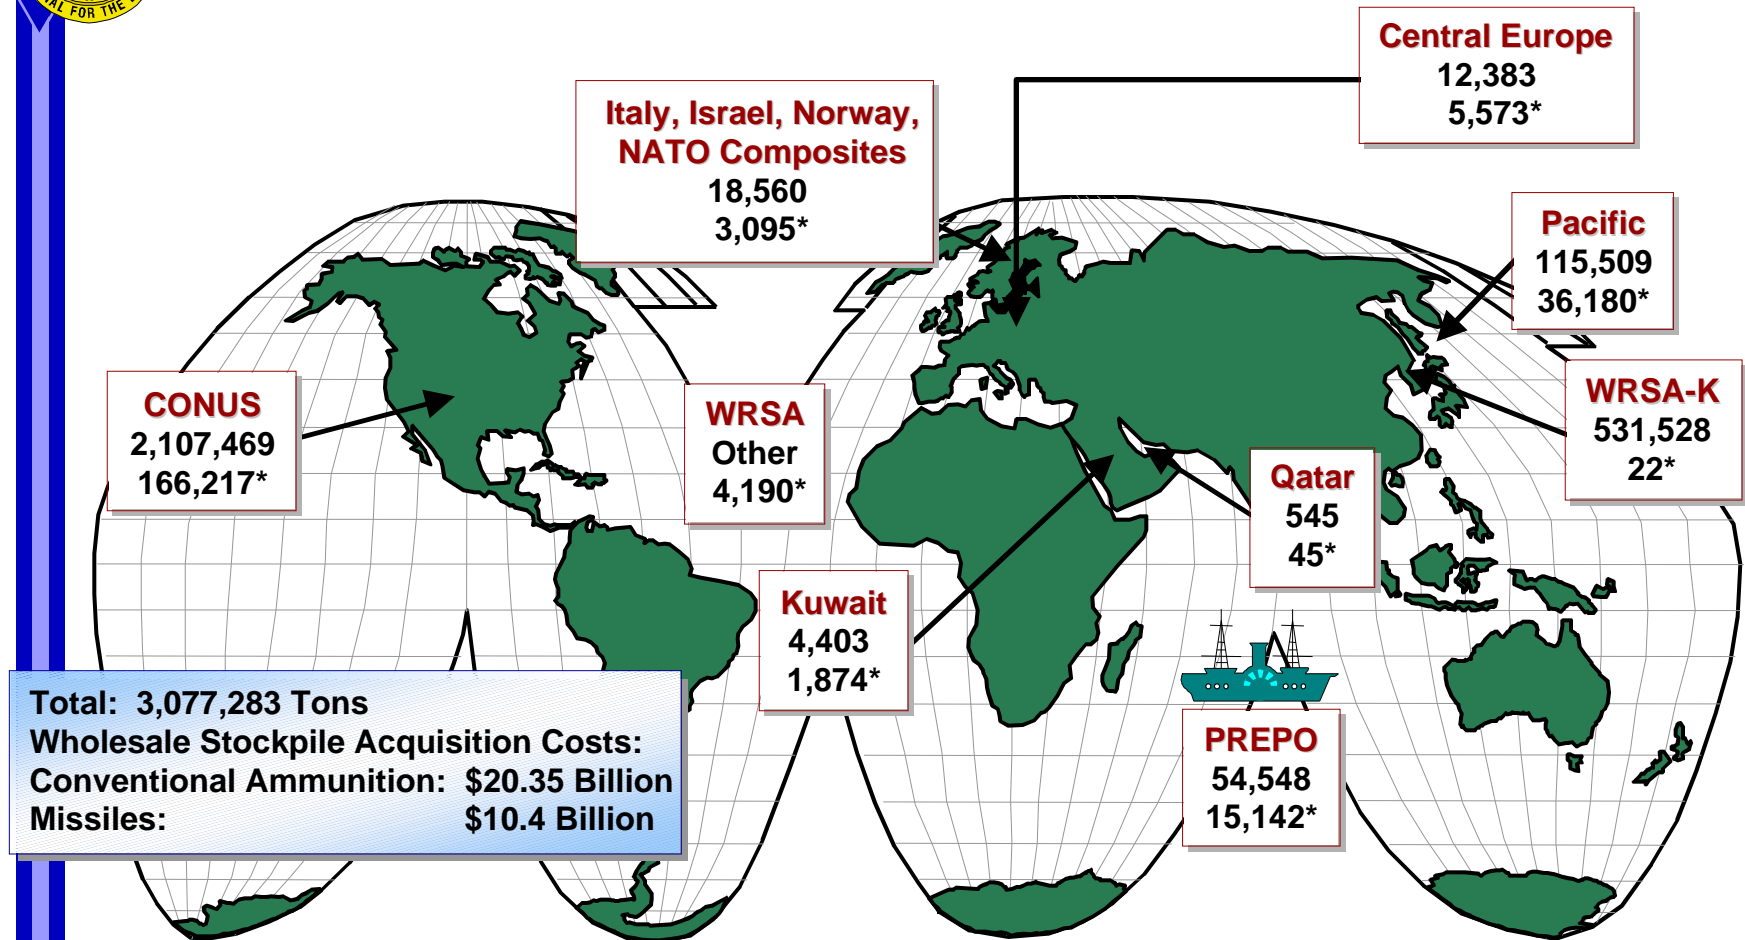 AL FOR THE
Central Europe
12,383
5,573*
Italy, Israel, Norway,
NATO Composites
18,560
3,095*
Pacific
115,509
36,180*
CONUS
2,107,469
166,217*
WRSA
Other
4,190*
WRSA-K
531,528
22*
Qatar
545
45*
Kuwait
4,403
1,874*
PREPO
54,548
15,142*
Total: 3,077,283 Tons
Wholesale Stockpile Acquisition Costs:
Conventional Ammunition: $20.35 Billion
Missiles: $10.4 Billion